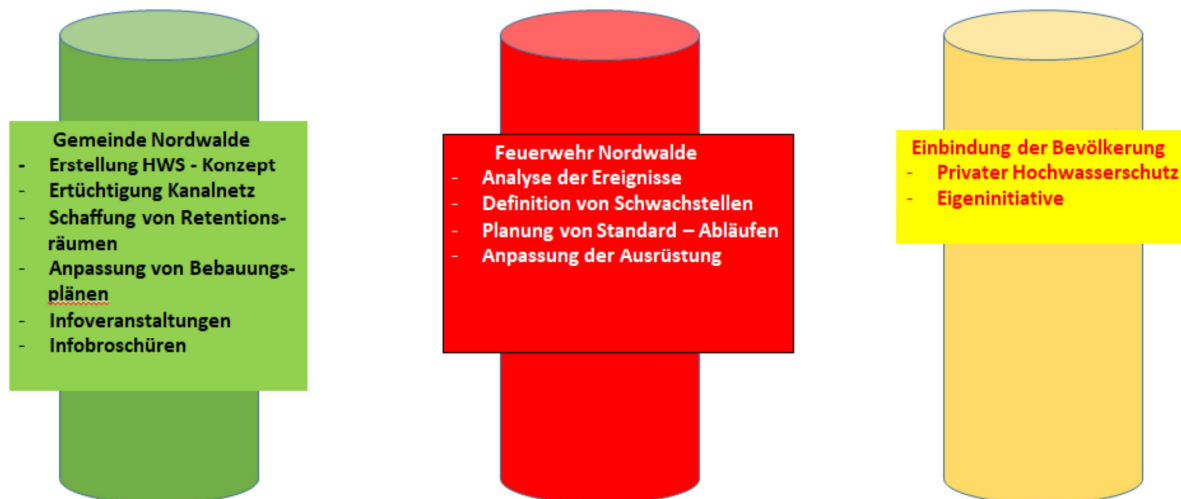 Gemeinde Nordwalde
- Erstellung HWS - Konzept
- Ertüchtigung Kanalnetz
- Schaffung von Retentions-
räumen
- Anpassung von Bebauungs-
plänen
- Infoveranstaltungen
- Infobroschüren
Feuerwehr Nordwalde
- Analyse der Ereignisse
- Definition von Schwachstellen
- Planung von Standard – Abläufen
- Anpassung der Ausrüstung
Einbindung der Bevölkerung
- Privater Hochwasserschutz
- Eigeninitiative